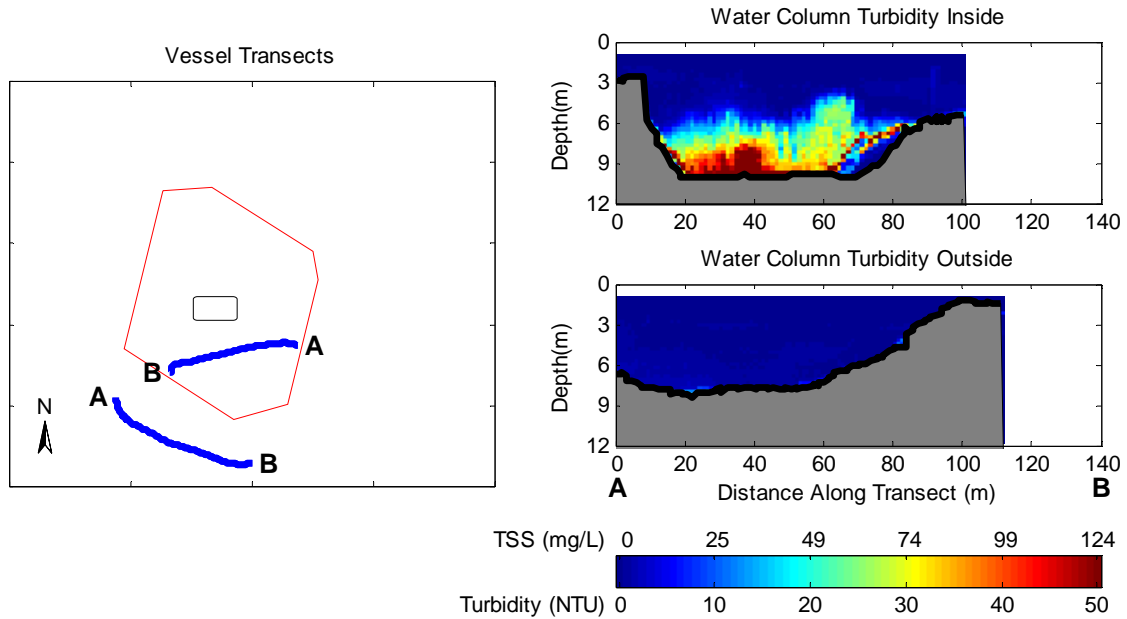 Vessel Transects
A
B
A
B
N
Water Column Turbidity Inside
Depth(m)
0
3
6
9
12
0 20 40 60 80 100 120 140
Water Column Turbidity Outside
Depth(m)
0
3
6
9
12
0 20 40 60 80 100 120 140
A Distance Along Transect (m) B
TSS (mg/L) 0 25 49 74 99 124
Turbidity (NTU) 0 10 20 30 40 50